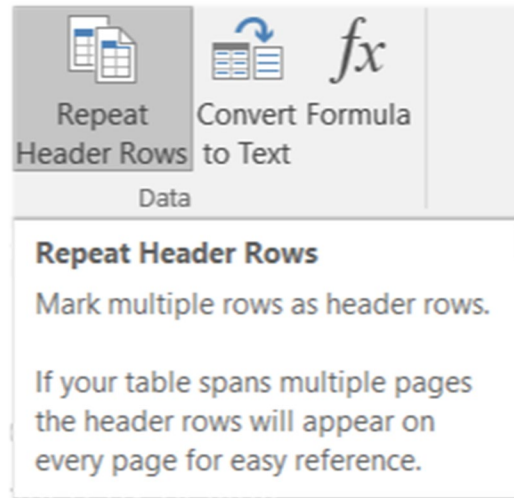 fx
Repeat Convert Formula
Header Rows to Text
Data
Repeat Header Rows
Mark multiple rows as header rows.
If your table spans multiple pages
the header rows will appear on
every page for easy reference.